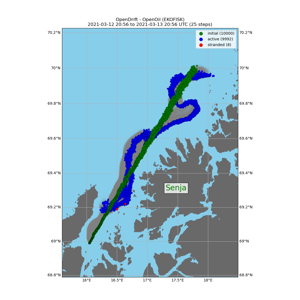 OpenDrift - OpenOil (EKOFISK)
2021-03-12 20:56 to 2021-03-13 20:56 UTC (25 steps)
initial (10000)
active (9992)
stranded (8)
70.2°N
70.2°N
70°N
70°N
69.8°N
69.8°N
69.6°N
69.6°N
69.4°N
69.4°N
Senja
69.2°N
69.2°N
69°N
69°N
68.8°N
68.8°N
16°E
16.5°E
17°E
17.5°E
18°E